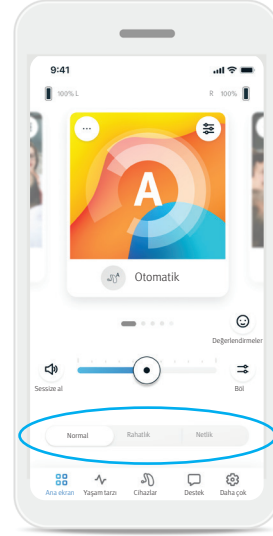 9:41
100% L
R 100%
A
A
Otomatik
Değerlendirmeler
Sessize al
Böl
Normal Rahatlık Netlik
Ana ekran Yaşam tarzı Cihazlar Destek Daha çok